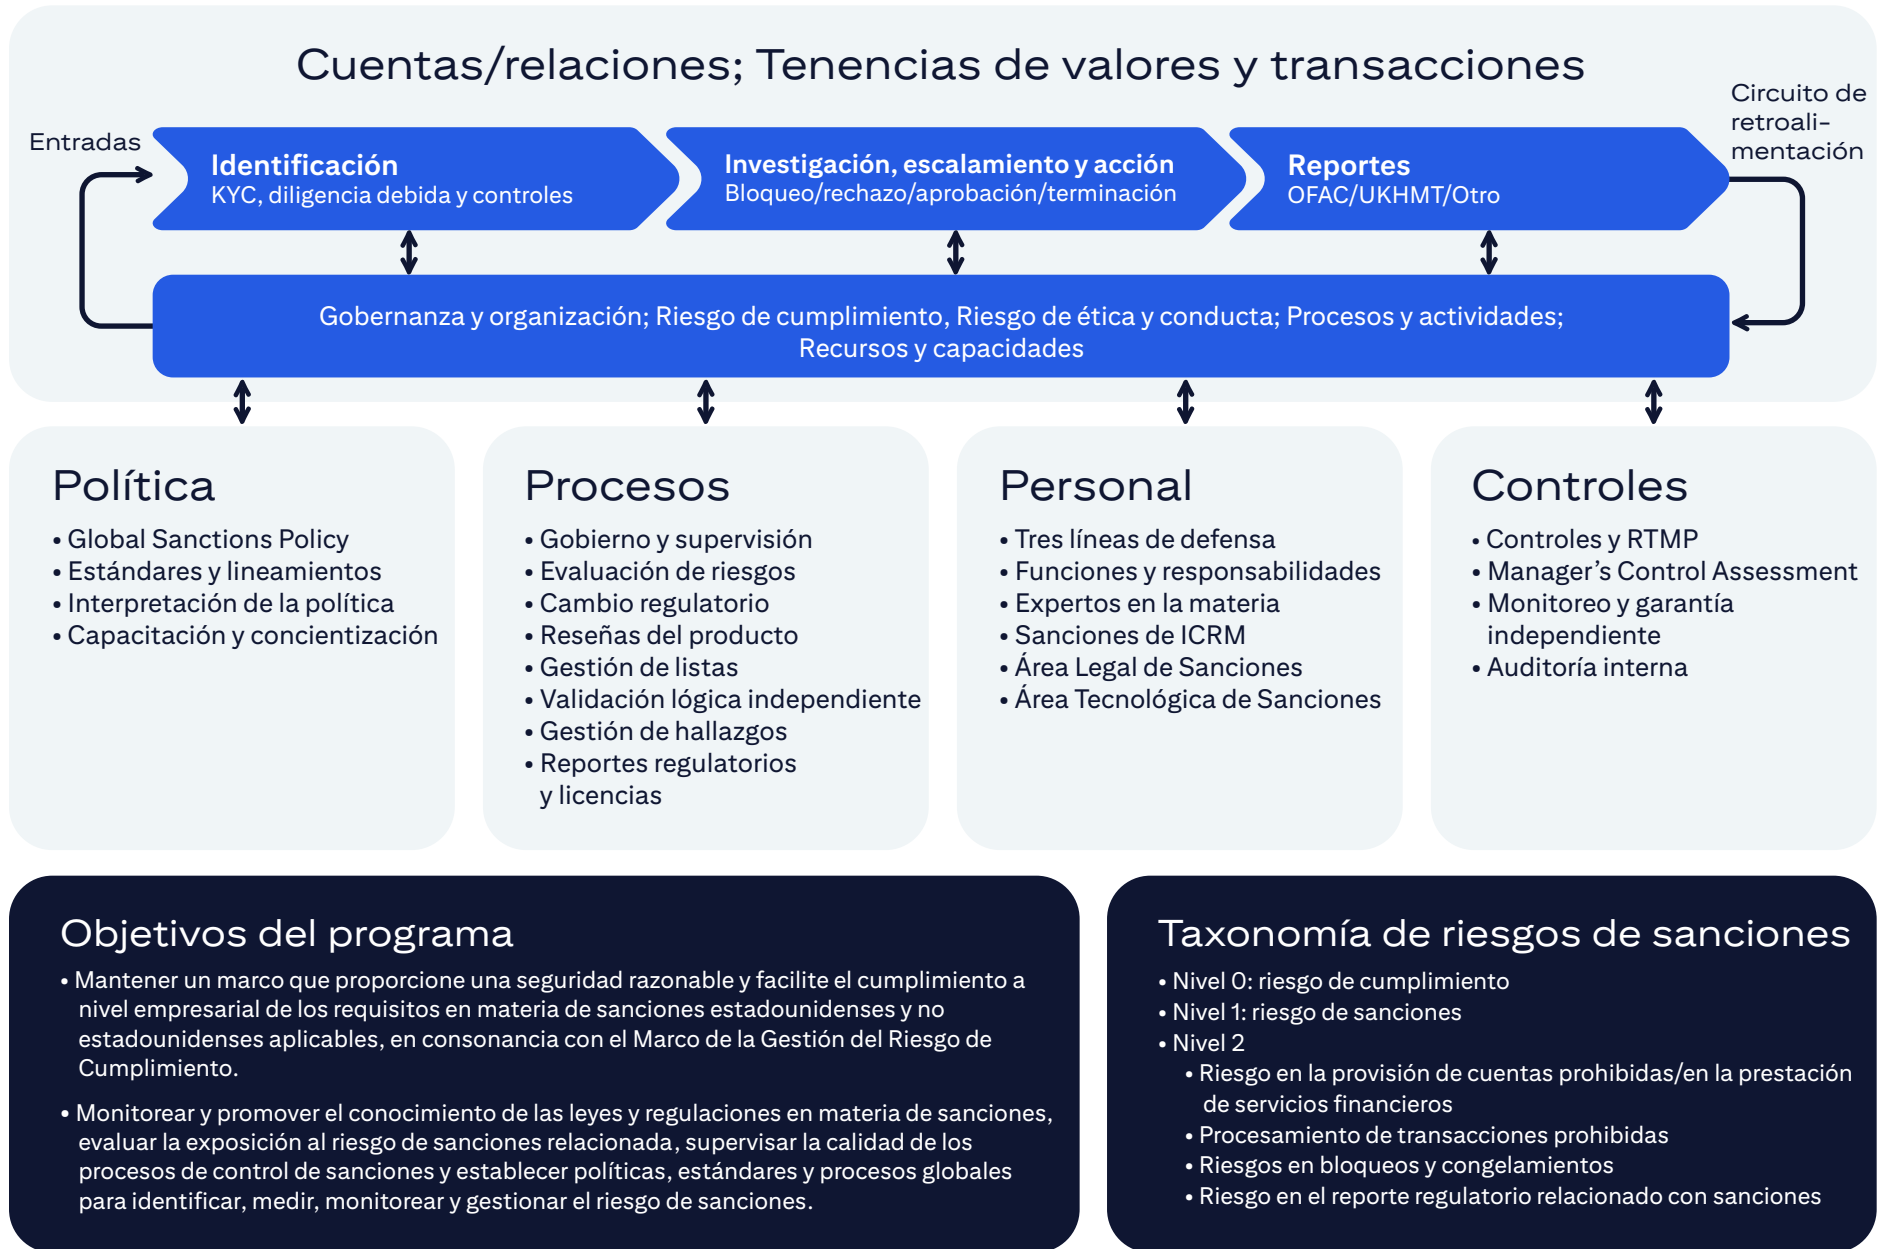 Cuentas/relaciones; Tenencias de valores y transacciones
Entradas
Circuito de
retroali-
mentación
Identificación
KYC, diligencia debida y controles
Investigación, escalamiento y acción
Bloqueo/rechazo/aprobación/terminación
Reportes
OFAC/UKHMT/Otro
Gobernanza y organización; Riesgo de cumplimiento, Riesgo de ética y conducta; Procesos y actividades;
Recursos y capacidades
Política
• Global Sanctions Policy
• Estándares y lineamientos
• Interpretación de la política
• Capacitación y concientización
Procesos
• Gobierno y supervisión
• Evaluación de riesgos
• Cambio regulatorio
• Reseñas del producto
• Gestión de listas
• Validación lógica independiente
• Gestión de hallazgos
• Reportes regulatorios
y licencias
Personal
• Tres líneas de defensa
• Funciones y responsabilidades
• Expertos en la materia
• Sanciones de ICRM
• Área Legal de Sanciones
• Área Tecnológica de Sanciones
Controles
• Controles y RTMP
• Manager’s Control Assessment
• Monitoreo y garantía
independiente
• Auditoría interna
Objetivos del programa
• Mantener un marco que proporcione una seguridad razonable y facilite el cumplimiento a
nivel empresarial de los requisitos en materia de sanciones estadounidenses y no
estadounidenses aplicables, en consonancia con el Marco de la Gestión del Riesgo de
Cumplimiento.
• Monitorear y promover el conocimiento de las leyes y regulaciones en materia de sanciones,
evaluar la exposición al riesgo de sanciones relacionada, supervisar la calidad de los
procesos de control de sanciones y establecer políticas, estándares y procesos globales
para identificar, medir, monitorear y gestionar el riesgo de sanciones.
Taxonomía de riesgos de sanciones
• Nivel 0: riesgo de cumplimiento
• Nivel 1: riesgo de sanciones
• Nivel 2
• Riesgo en la provisión de cuentas prohibidas/en la prestación
de servicios financieros
• Procesamiento de transacciones prohibidas
• Riesgos en bloqueos y congelamientos
• Riesgo en el reporte regulatorio relacionado con sanciones